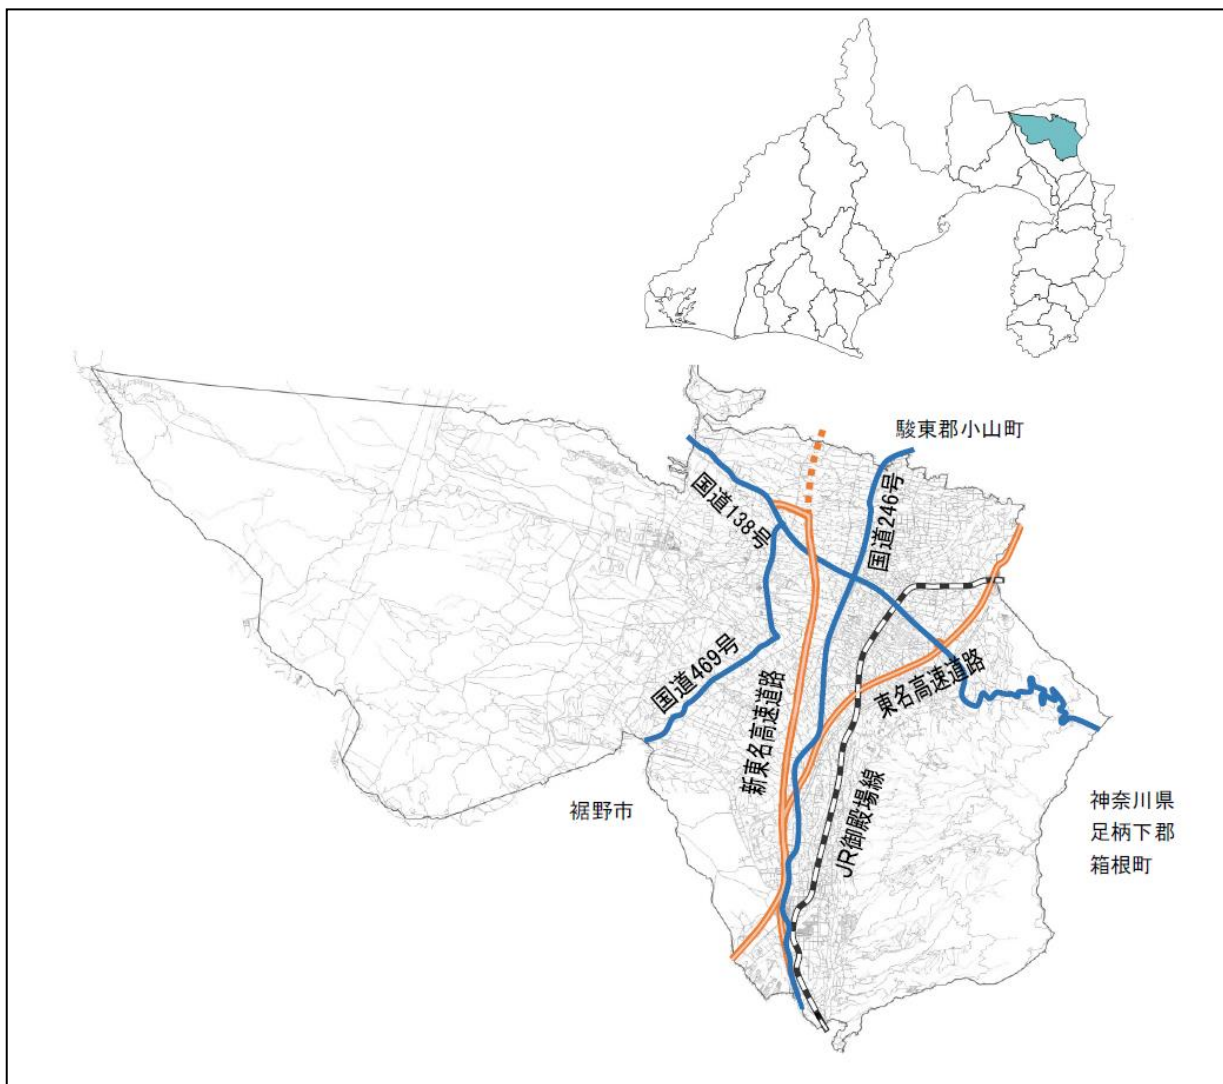 駿東郡小山町
国道138号
国道246号
国道469号
新東名高速道路
東名高速道路
JR御殿場線
裾野市
神奈川県
足柄下郡
箱根町